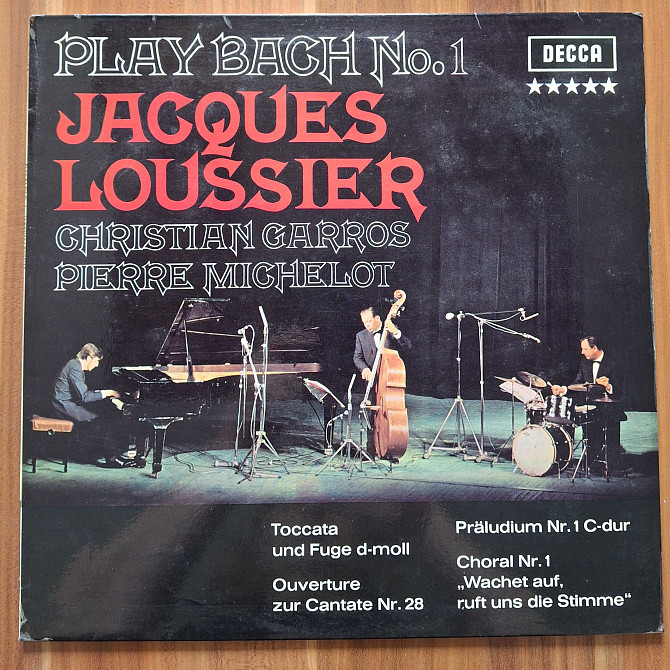 PLAY BACH No. 1
DECCA
JACQUES
LOUSSIER
CHRISTIAN GARROS
PIERRE MICHELOT
Toccata
und Fuge d-moll
Ouverture
zur Cantate Nr. 28
Präludium Nr. 1 C-dur
Choral Nr. 1
„Wachet auf,
ruft uns die Stimme“